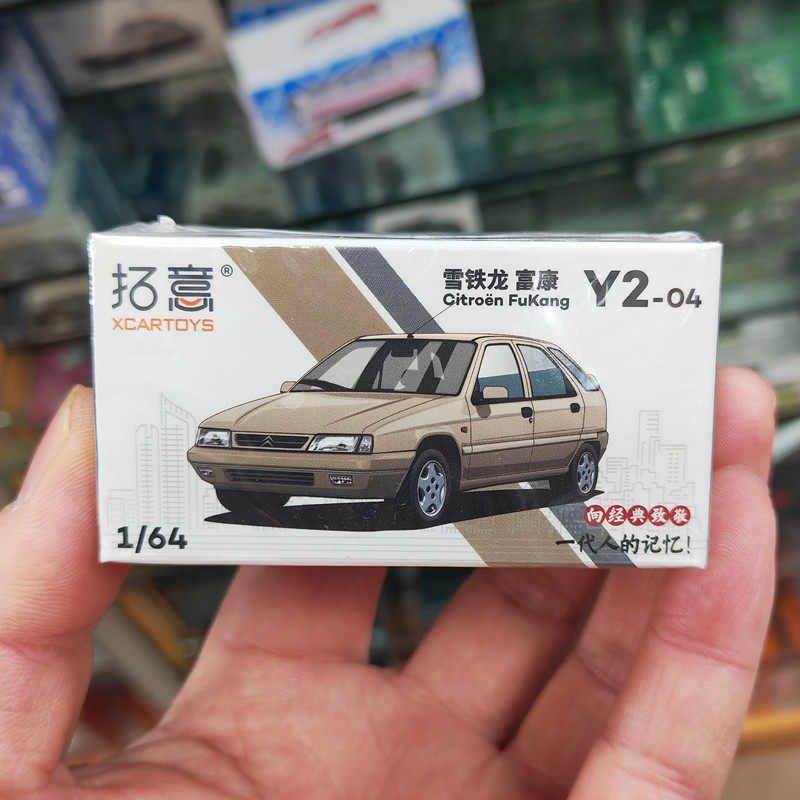 拓意®
XCARTOYS
雪铁龙 富康
Citroën FuKang
Y2-04
1/64
向经典致敬
一代人的记忆!